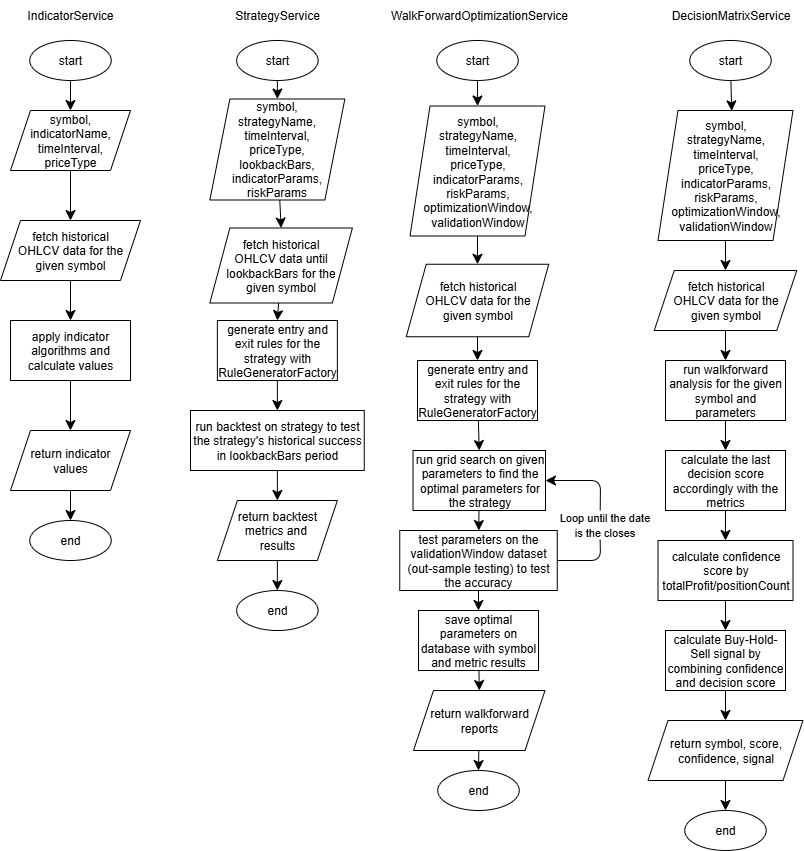 IndicatorService
start
symbol,
indicatorName,
timeInterval,
priceType
fetch historical
OHLCV data for the
given symbol
apply indicator
algorithms and
calculate values
return indicator
values
end
StrategyService
start
symbol,
strategyName,
timeInterval,
priceType,
lookbackBars,
indicatorParams,
riskParams
fetch historical
OHLCV data until
lookbackBars for the
given symbol
generate entry and
exit rules for the
strategy with
RuleGeneratorFactory
run backtest on strategy to test
the strategy's historical success
in lookbackBars period
return backtest
metrics and
results
end
WalkForwardOptimizationService
start
symbol,
strategyName,
timeInterval,
priceType,
indicatorParams,
riskParams,
optimizationWindow,
validationWindow
fetch historical
OHLCV data for the
given symbol
generate entry and
exit rules for the
strategy with
RuleGeneratorFactory
run grid search on given
parameters to find the
optimal parameters for
the strategy
Loop until the date
is the closes
test parameters on the
validationWindow dataset
(out-sample testing) to test
the accuracy
save optimal
parameters on
database with symbol
and metric results
return walkforward
reports
end
DecisionMatrixService
start
symbol,
strategyName,
timeInterval,
priceType,
indicatorParams,
riskParams,
optimizationWindow,
validationWindow
fetch historical
OHLCV data for the
given symbol
run walkforward
analysis for the given
symbol and
parameters
calculate the last
decision score
accordingly with the
metrics
calculate confidence
score by
totalProfit/positionCount
calculate Buy-Hold-
Sell signal by
combining confidence
and decision score
return symbol, score,
confidence, signal
end